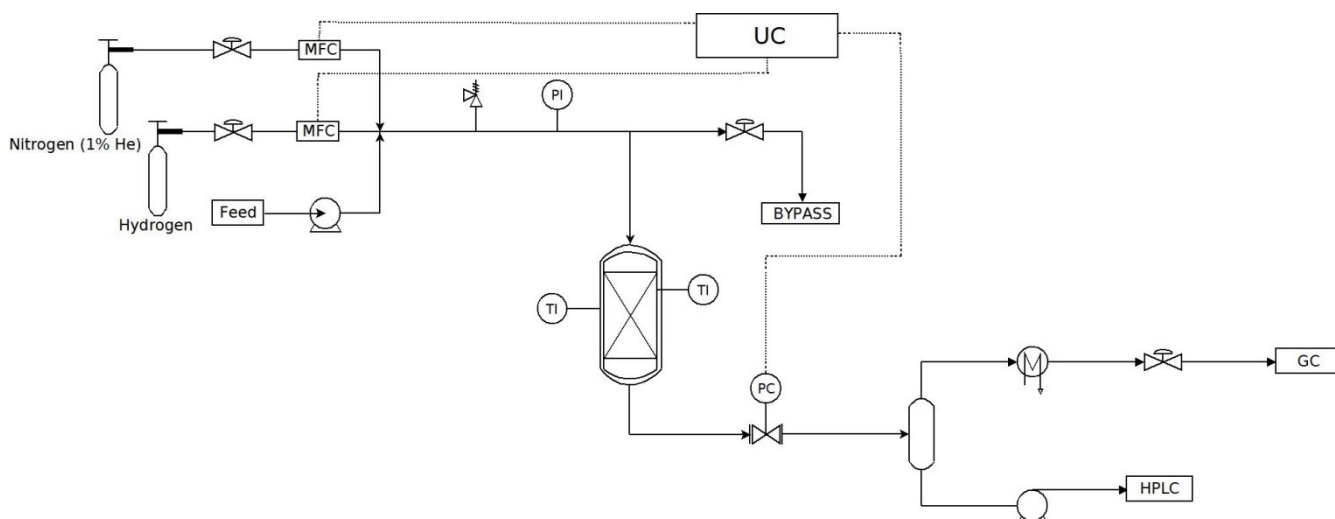 UC
MFC
PI
Nitrogen (1% He)
MFC
Hydrogen
Feed
BYPASS
TI
TI
PC
GC
HPLC